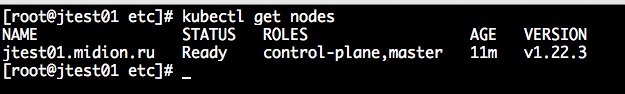 [root@jtest01 etc]# kubectl get nodes
NAME STATUS ROLES AGE VERSION
jtest01.midion.ru Ready control-plane,master 11m v1.22.3
[root@jtest01 etc]# _